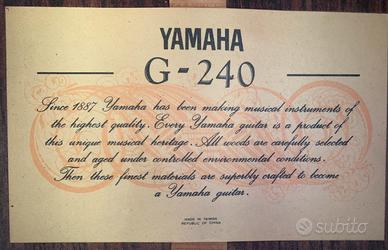 YAMAHA
G-240
Since 1887 Yamaha has been making musical instruments of
the highest quality. Every Yamaha guitar is a product of
this unique musical heritage. All woods are carefully selected
and aged under controlled environmental conditions.
Then these finest materials are superbly crafted to become
a Yamaha guitar.
MADE IN TAIWAN
REPUBLIC OF CHINA
subito